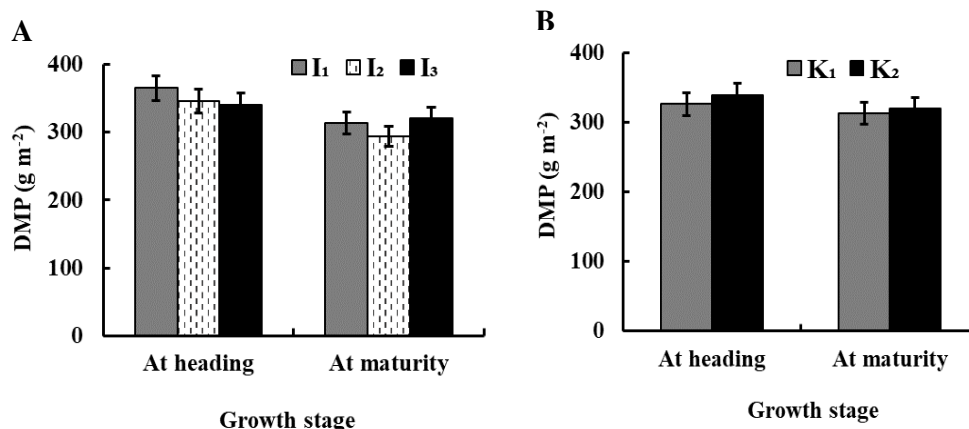 A
DMP (g m⁻²)
400
300
200
100
0
I₁ I₂ I₃
At heading At maturity
Growth stage
B
DMP (g m⁻²)
400
300
200
100
0
K₁ K₂
At heading At maturity
Growth stage